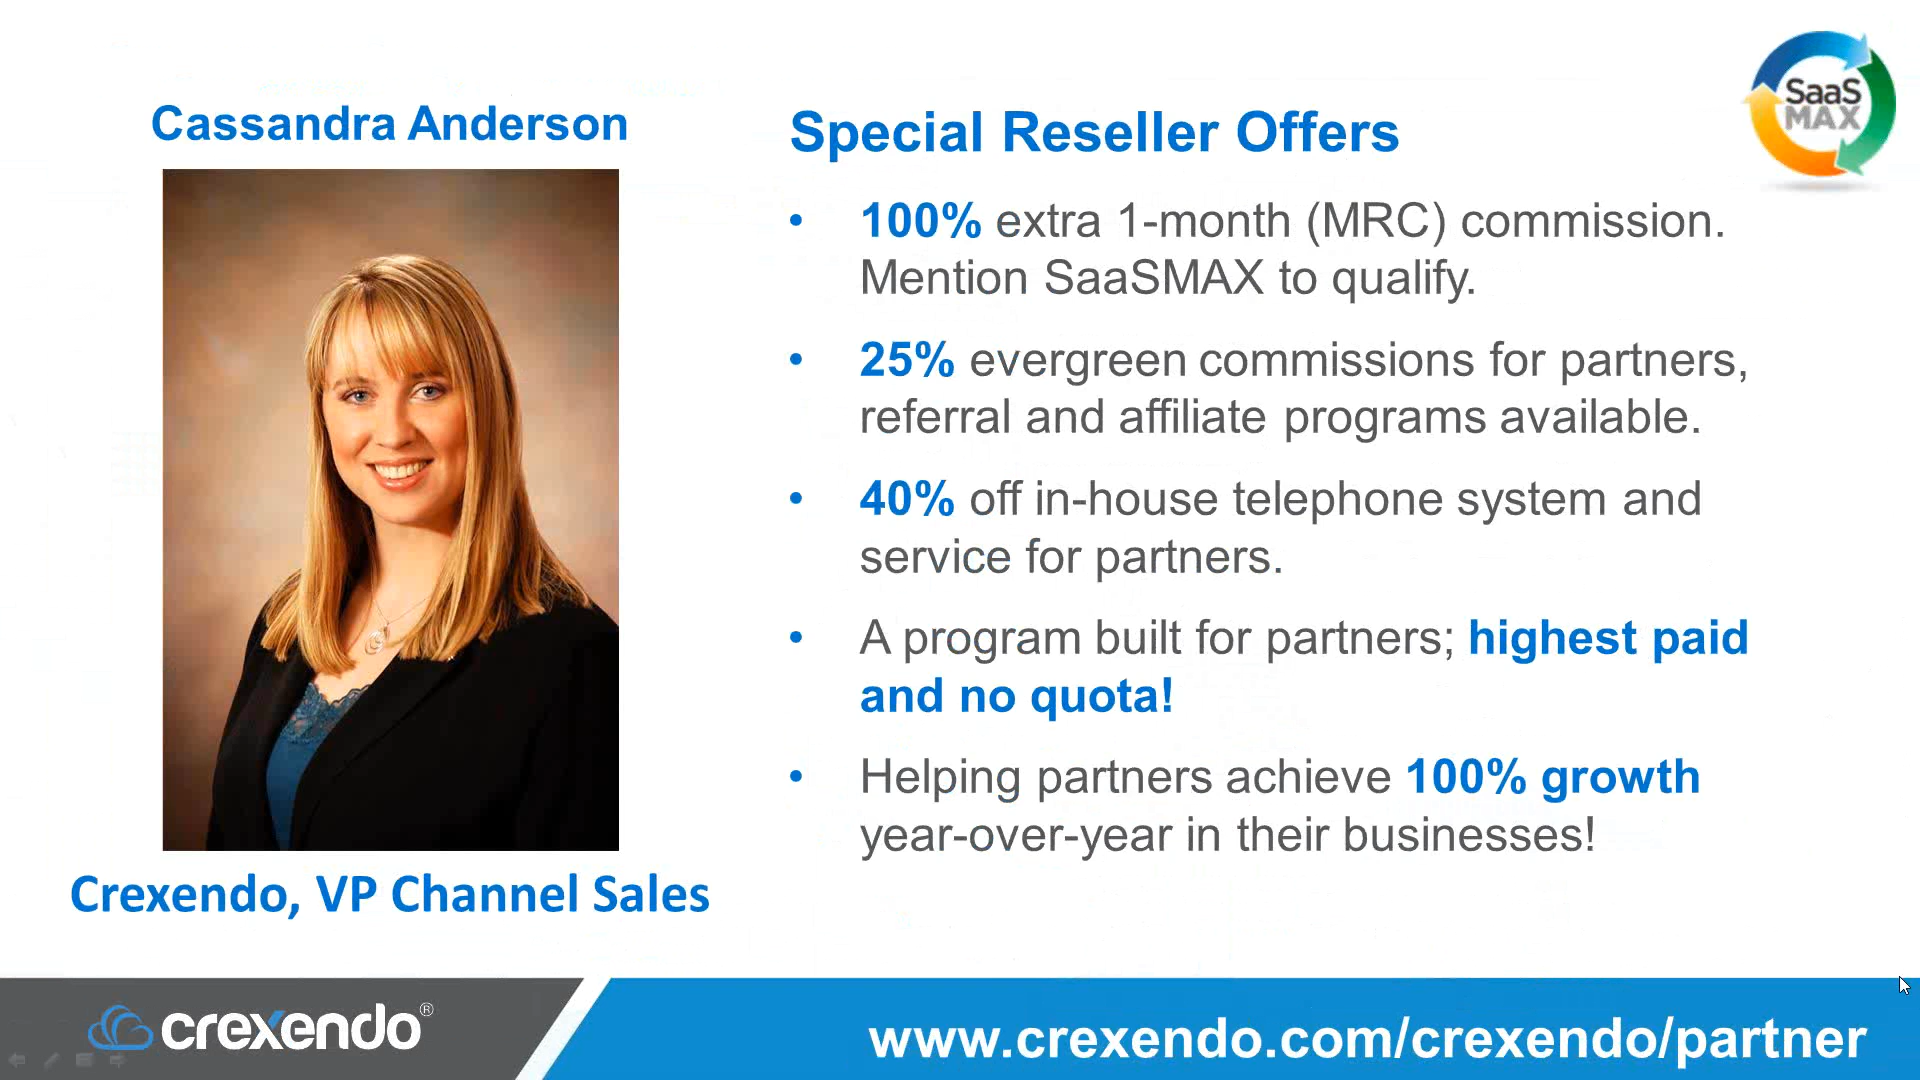 Cassandra Anderson
Crexendo, VP Channel Sales
Special Reseller Offers
• 100% extra 1-month (MRC) commission.
Mention SaaSMAX to qualify.
• 25% evergreen commissions for partners,
referral and affiliate programs available.
• 40% off in-house telephone system and
service for partners.
• A program built for partners; highest paid
and no quota!
• Helping partners achieve 100% growth
year-over-year in their businesses!
SaaS
MAX
crexendo®
www.crexendo.com/crexendo/partner